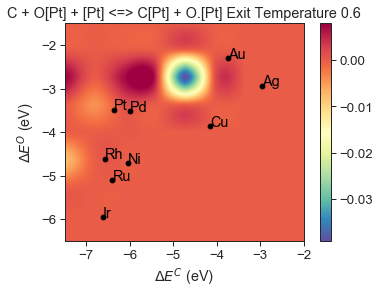 C + O[Pt] + [Pt] <=> C[Pt] + O.[Pt] Exit Temperature 0.6
−2
−3
−4
−5
−6
ΔE^O (eV)
Au
Ag
Pt
Pd
Cu
Rh
Ni
Ru
Ir
−7
−6
−5
−4
−3
−2
ΔE^C (eV)
0.00
−0.01
−0.02
−0.03